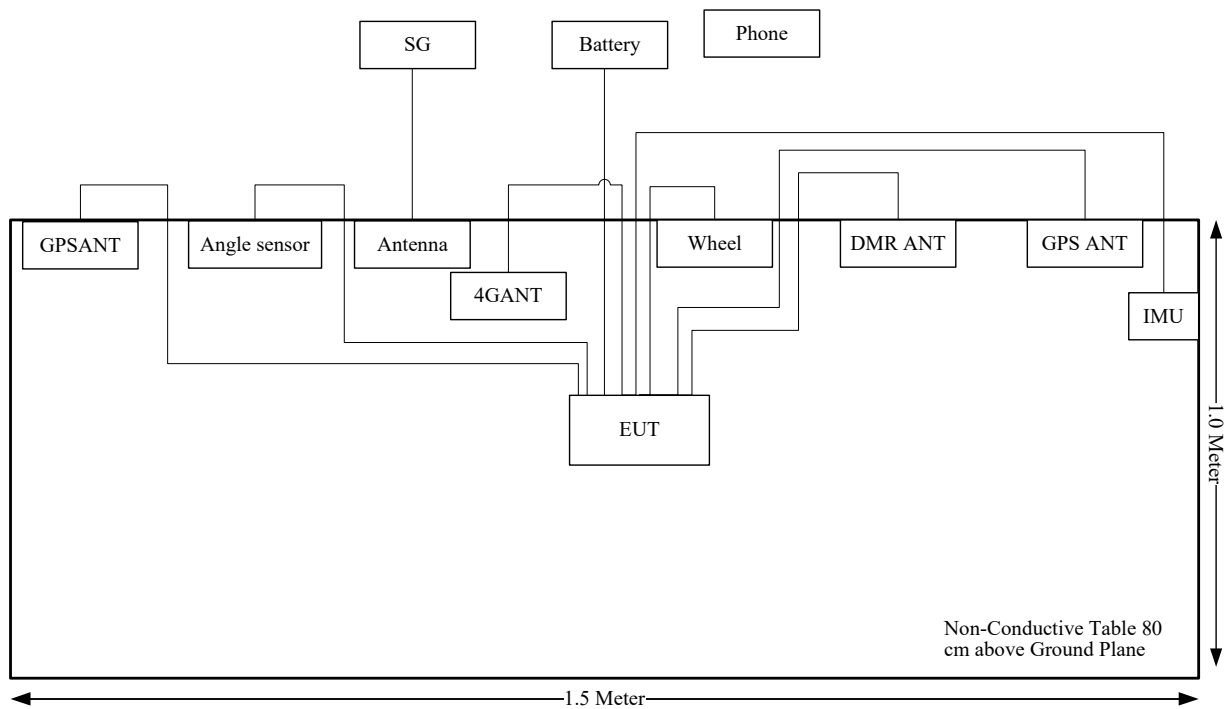 SG
Battery
Phone
GPSANT
Angle sensor
Antenna
Wheel
DMR ANT
GPS ANT
4GANT
IMU
EUT
1.0 Meter
Non-Conductive Table 80
cm above Ground Plane
1.5 Meter